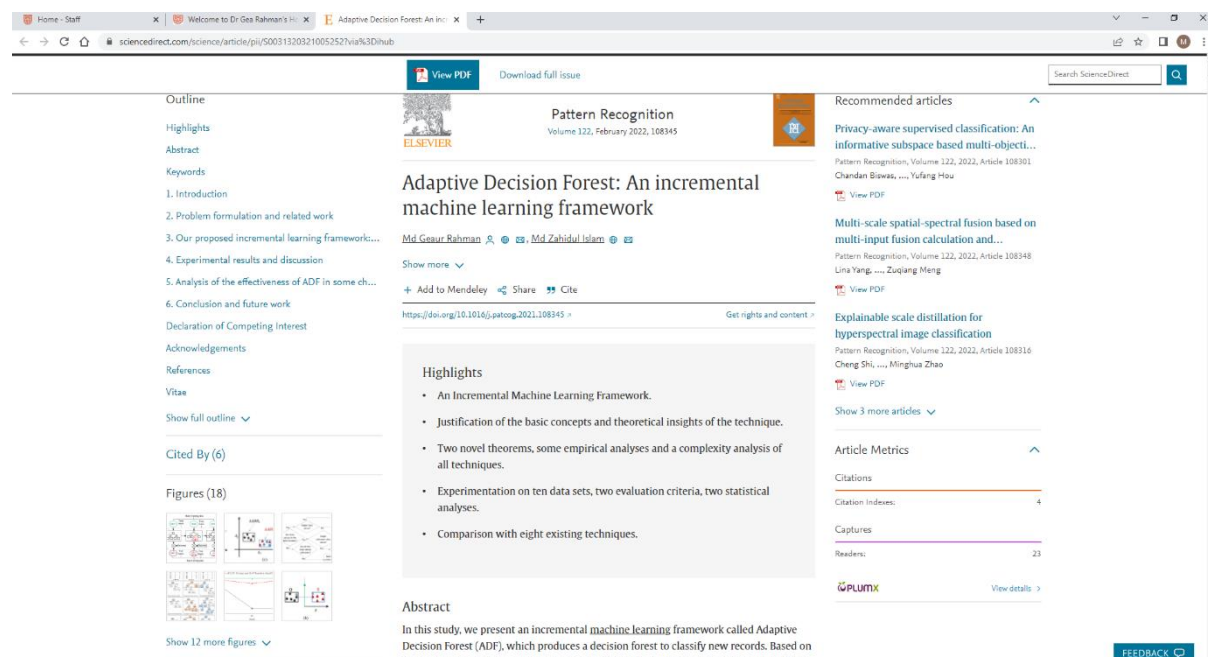 Home - Staff
Welcome to Dr Gea Rahman's Ho
Adaptive Decision Forest: An incr
sciencedirect.com/science/article/pii/S0031320321005252?via%3Dihub
M
View PDF
Download full issue
Search ScienceDirect
Outline
Highlights
Abstract
Keywords
1. Introduction
2. Problem formulation and related work
3. Our proposed incremental learning framework:...
4. Experimental results and discussion
5. Analysis of the effectiveness of ADF in some ch...
6. Conclusion and future work
Declaration of Competing Interest
Acknowledgements
References
Vitae
Show full outline
Cited By (6)
Figures (18)
Show 12 more figures
ELSEVIER
Pattern Recognition
Volume 122, February 2022, 108345
Adaptive Decision Forest: An incremental
machine learning framework
Md Geaur Rahman, Md Zahidul Islam
Show more
+ Add to Mendeley Share Cite
https://doi.org/10.1016/j.patcog.2021.108345
Get rights and content
Highlights
• An Incremental Machine Learning Framework.
• Justification of the basic concepts and theoretical insights of the technique.
• Two novel theorems, some empirical analyses and a complexity analysis of
all techniques.
• Experimentation on ten data sets, two evaluation criteria, two statistical
analyses.
• Comparison with eight existing techniques.
Abstract
In this study, we present an incremental machine learning framework called Adaptive
Decision Forest (ADF), which produces a decision forest to classify new records. Based on
Recommended articles
Privacy-aware supervised classification: An
informative subspace based multi-objecti...
Pattern Recognition, Volume 122, 2022, Article 108301
Chandan Biswas, ..., Yufang Hou
View PDF
Multi-scale spatial-spectral fusion based on
multi-input fusion calculation and...
Pattern Recognition, Volume 122, 2022, Article 108348
Lina Yang, ..., Zuqiang Meng
View PDF
Explainable scale distillation for
hyperspectral image classification
Pattern Recognition, Volume 122, 2022, Article 108316
Cheng Shi, ..., Minghua Zhao
View PDF
Show 3 more articles
Article Metrics
Citations
Citation Indexes: 4
Captures
Readers: 23
PLUMX
View details
FEEDBACK